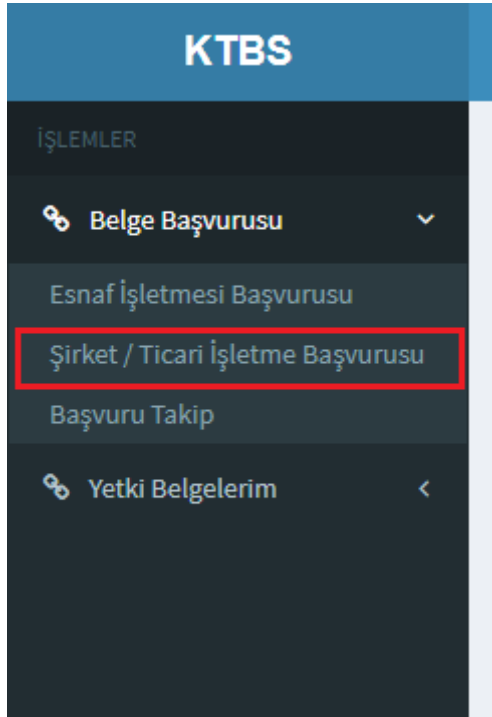 KTBS
İŞLEMLER
Belge Başvurusu
Esnaf İşletmesi Başvurusu
Şirket / Ticari İşletme Başvurusu
Başvuru Takip
Yetki Belgelerim